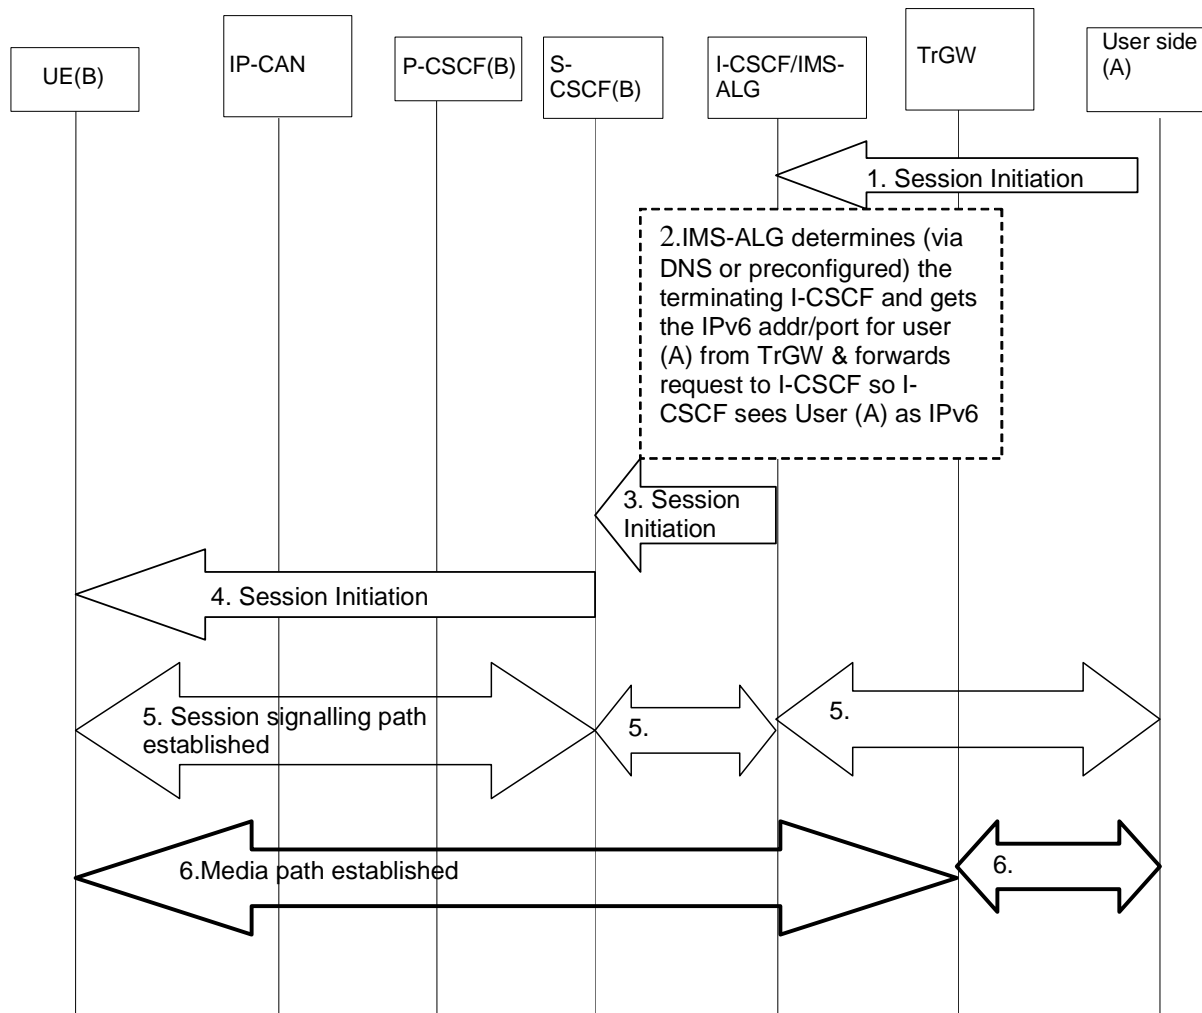 UE(B)
IP-CAN
P-CSCF(B)
S-
CSCF(B)
I-CSCF/IMS-
ALG
TrGW
User side
(A)
1. Session Initiation
2.IMS-ALG determines (via
DNS or preconfigured) the
terminating I-CSCF and gets
the IPv6 addr/port for user
(A) from TrGW & forwards
request to I-CSCF so I-
CSCF sees User (A) as IPv6
3. Session
Initiation
4. Session Initiation
5. Session signalling path
established
5.
5.
6.Media path established
6.